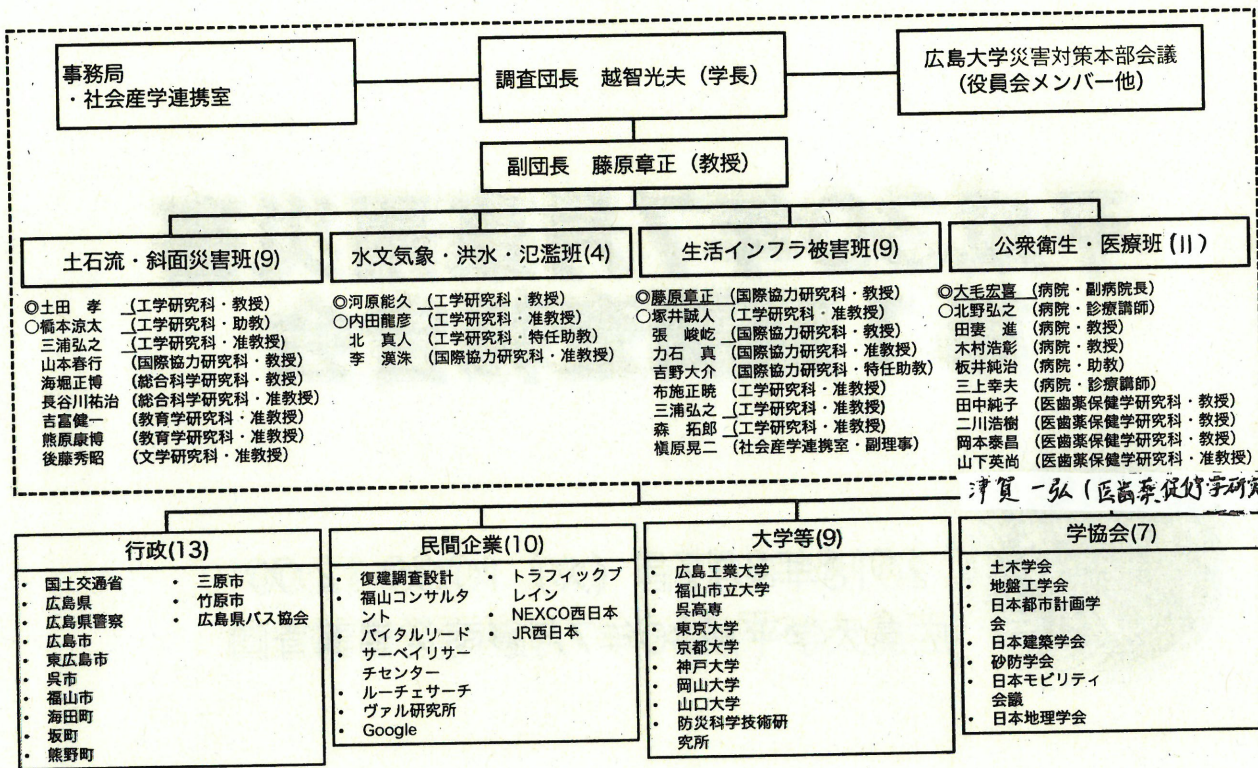 事務局
・社会産学連携室
調査団長 越智光夫（学長）
広島大学災害対策本部会議
（役員会メンバー他）
副団長 藤原章正（教授）
土石流・斜面災害班(9)
◎土田 孝 （工学研究科・教授）
○橋本涼太 （工学研究科・助教）
三浦弘之 （工学研究科・准教授）
山本春行 （国際協力研究科・教授）
海堀正博 （総合科学研究科・教授）
長谷川祐治 （総合科学研究科・准教授）
吉富健一 （教育学研究科・准教授）
熊原康博 （教育学研究科・准教授）
後藤秀昭 （文学研究科・准教授）
水文気象・洪水・氾濫班(4)
◎河原能久 （工学研究科・教授）
○内田龍彦 （工学研究科・准教授）
北 真人 （工学研究科・特任助教）
李 漢洙 （国際協力研究科・准教授）
生活インフラ被害班(9)
◎藤原章正 （国際協力研究科・教授）
○塚井誠人 （工学研究科・准教授）
張 峻屹 （国際協力研究科・教授）
力石 真 （国際協力研究科・准教授）
吉野大介 （国際協力研究科・特任助教）
布施正暁 （工学研究科・准教授）
三浦弘之 （工学研究科・准教授）
森 拓郎 （工学研究科・准教授）
槇原晃二 （社会産学連携室・副理事）
公衆衛生・医療班(11)
◎大毛宏喜 （病院・副病院長）
○北野弘之 （病院・診療講師）
田妻 進 （病院・教授）
木村浩彰 （病院・教授）
板井純治 （病院・助教）
三上幸夫 （病院・診療講師）
田中純子 （医歯薬保健学研究科・教授）
二川浩樹 （医歯薬保健学研究科・教授）
岡本泰昌 （医歯薬保健学研究科・教授）
山下英尚 （医歯薬保健学研究科・准教授）
津賀 一弘（医歯薬保健学研究
行政(13)
・ 国土交通省
・ 広島県
・ 広島県警察
・ 広島市
・ 東広島市
・ 呉市
・ 福山市
・ 海田町
・ 坂町
・ 熊野町
・ 三原市
・ 竹原市
・ 広島県バス協会
民間企業(10)
・ 復建調査設計
・ 福山コンサルタ
ント
・ バイタルリード
・ サーベイリサー
チセンター
・ ルーチェサーチ
・ ヴァル研究所
・ Google
・ トラフィックブ
レイン
・ NEXCO西日本
・ JR西日本
大学等(9)
・ 広島工業大学
・ 福山市立大学
・ 呉高専
・ 東京大学
・ 京都大学
・ 神戸大学
・ 岡山大学
・ 山口大学
・ 防災科学技術研
究所
学協会(7)
・ 土木学会
・ 地盤工学会
・ 日本都市計画学
会
・ 日本建築学会
・ 砂防学会
・ 日本モビリティ
会議
・ 日本地理学会